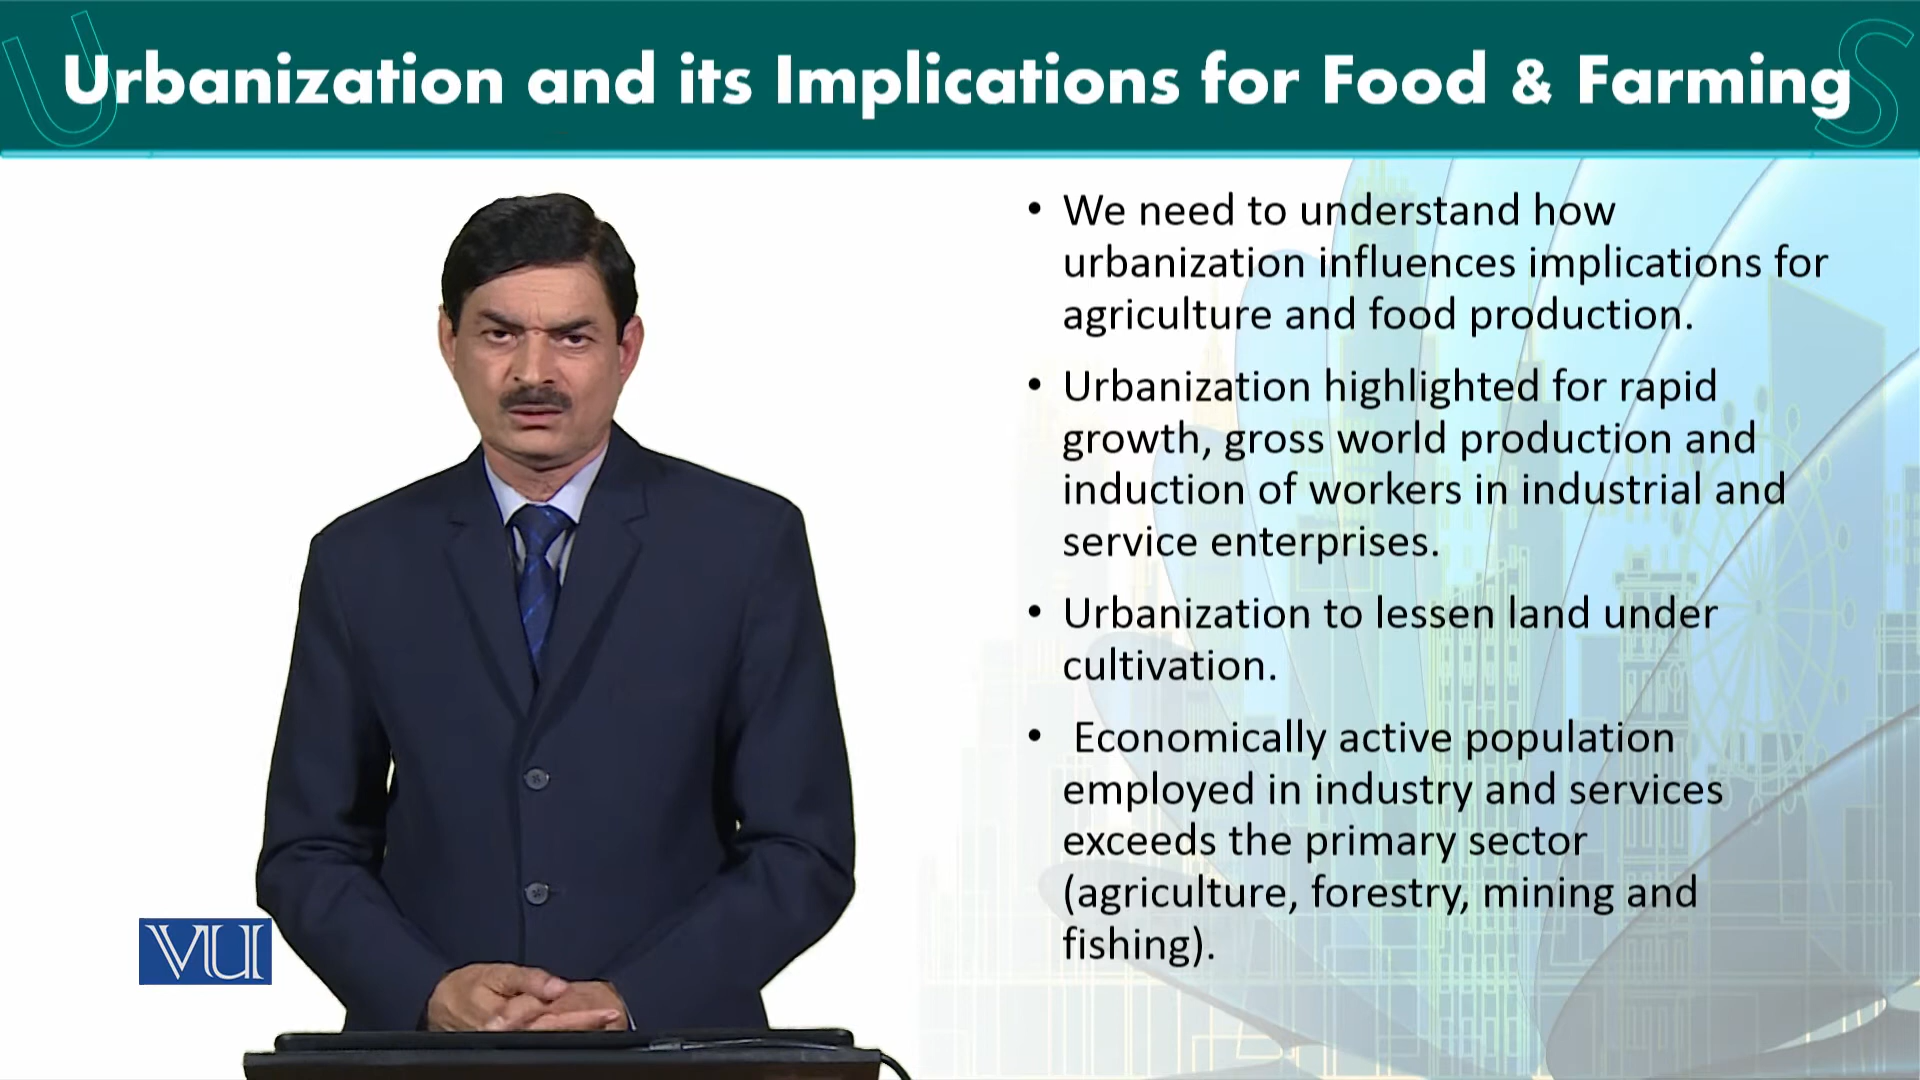 Urbanization and its Implications for Food & Farming
• We need to understand how
urbanization influences implications for
agriculture and food production.
• Urbanization highlighted for rapid
growth, gross world production and
induction of workers in industrial and
service enterprises.
• Urbanization to lessen land under
cultivation.
• Economically active population
employed in industry and services
exceeds the primary sector
(agriculture, forestry, mining and
fishing).
VU
U
S